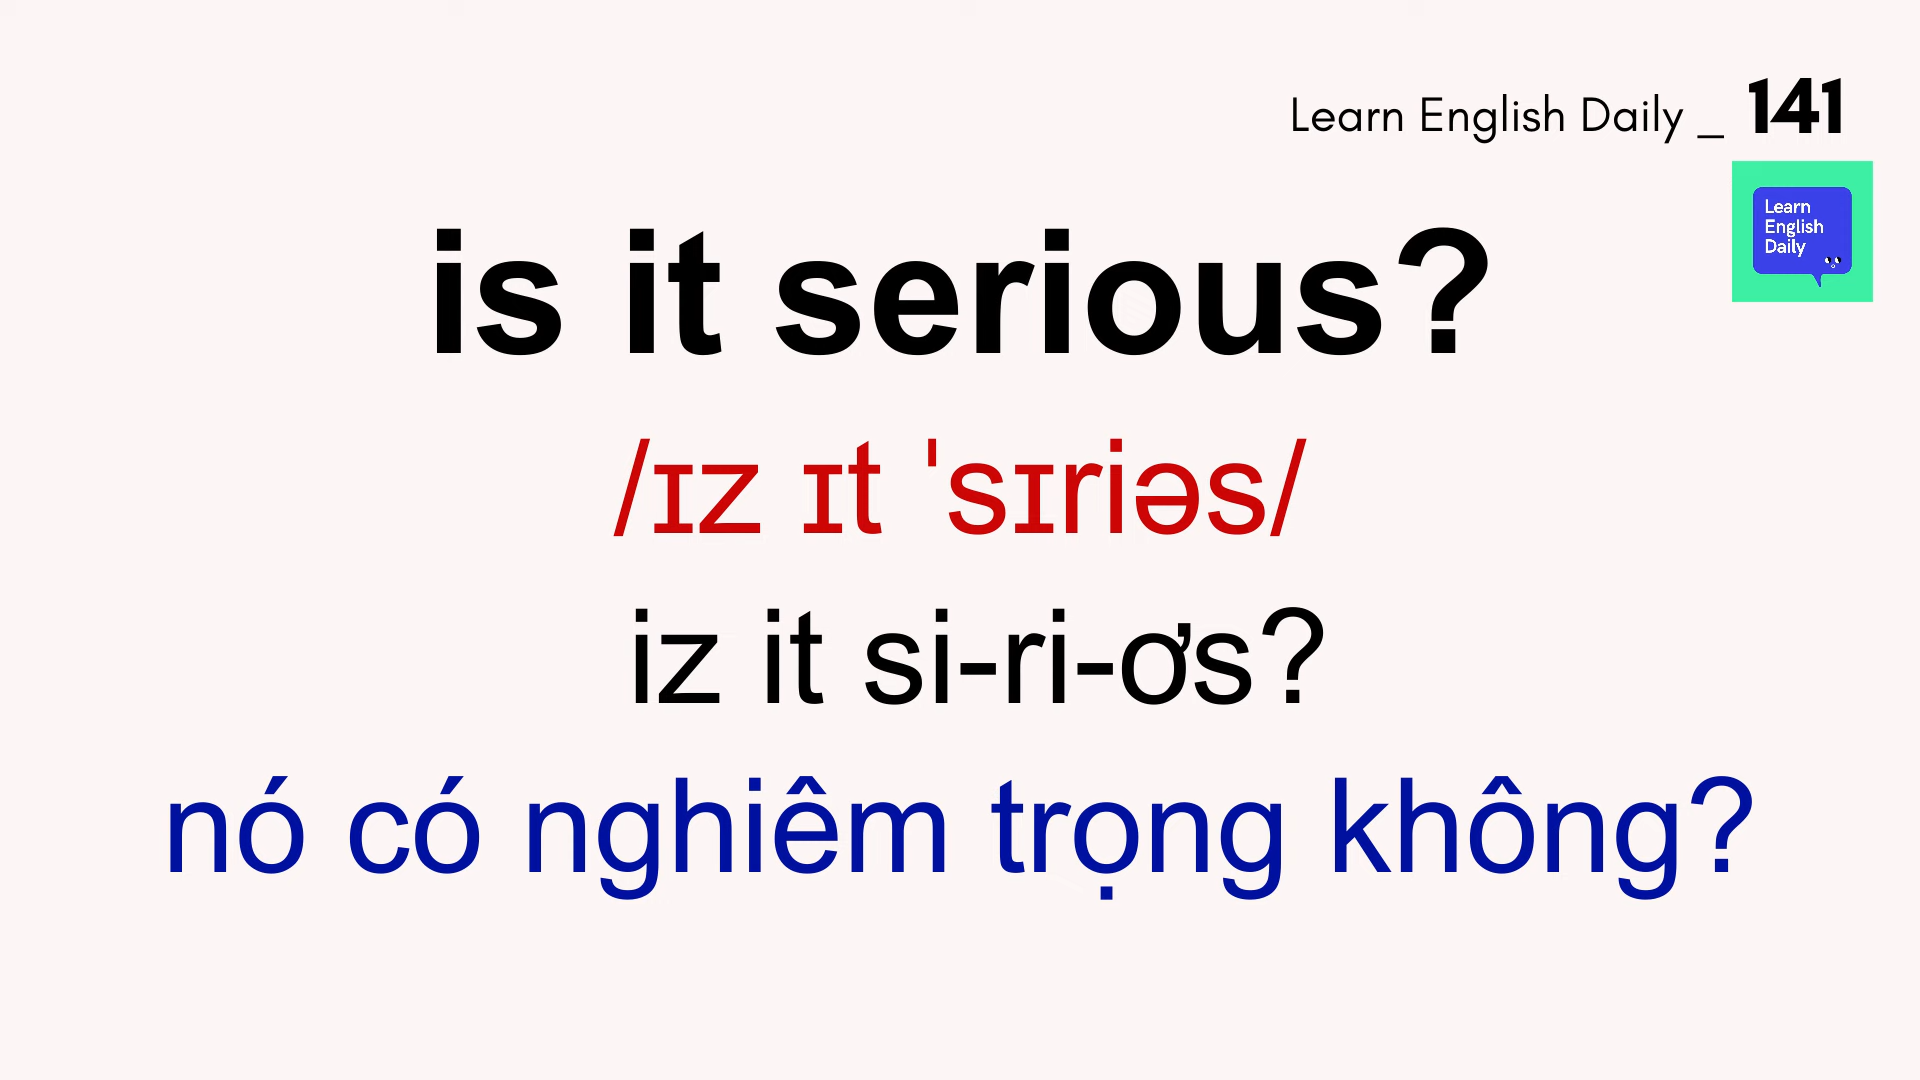 Learn English Daily _ 141
Learn
English
Daily
is it serious?
/ɪz ɪt ˈsɪriəs/
iz it si-ri-ơs?
nó có nghiêm trọng không?